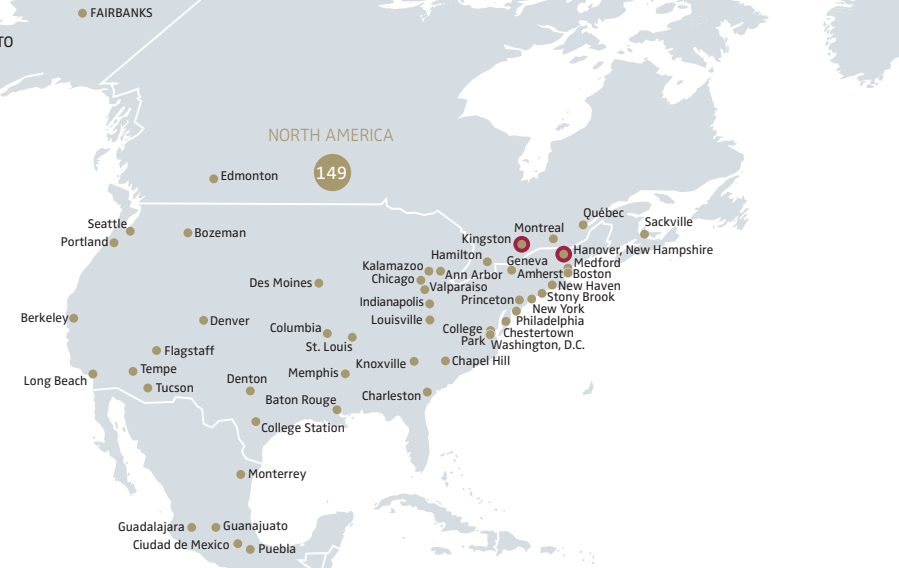 FAIRBANKS
TO
NORTH AMERICA
149
Edmonton
Québec
Seattle
Montreal
Sackville
Portland
Bozeman
Kingston
Hanover, New Hampshire
Hamilton
Geneva
Medford
Kalamazoo
Ann Arbor
Amherst
Boston
Chicago
Des Moines
Valparaiso
New Haven
Indianapolis
Princeton
Stony Brook
New York
Berkeley
Denver
Louisville
Philadelphia
Columbia
College
Park
Chestertown
St. Louis
Washington, D.C.
Flagstaff
Knoxville
Chapel Hill
Tempe
Memphis
Long Beach
Denton
Tucson
Baton Rouge
Charleston
College Station
Monterrey
Guadalajara
Guanajuato
Ciudad de Mexico
Puebla